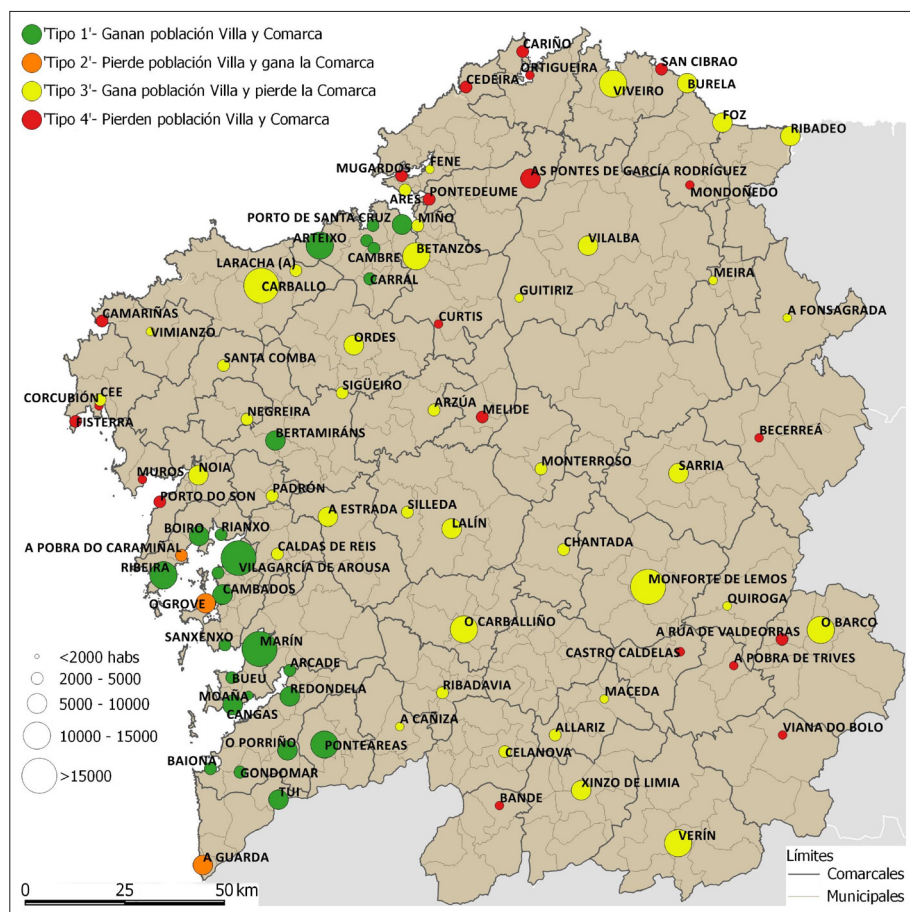 'Tipo 1'- Ganan población Villa y Comarca
'Tipo 2'- Pierde población Villa y gana la Comarca
'Tipo 3'- Gana población Villa y pierde la Comarca
'Tipo 4'- Pierden población Villa y Comarca
CARIÑO
ORTIGUEIRA
SAN CIBRAO
CEDEIRA
VIVEIRO
BURELA
FOZ
RIBADEO
FENE
MUGARDOS
AS PONTES DE GARCÍA RODRÍGUEZ
MONDOÑEDO
ARES
PONTEDEUME
PORTO DE SANTA CRUZ
MIÑO
ARTEIXO
BETANZOS
VILALBA
CAMBRE
LARACHA (A)
CARRAL
CARBALLO
MEIRA
GUITIRIZ
A FONSAGRADA
CAMARIÑAS
CURTIS
VIMIANZO
ORDES
SANTA COMBA
SIGÜEIRO
CEE
CORCUBIÓN
NEGREIRA
ARZÚA
MELIDE
FISTERRA
BERTAMIRÁNS
BECERREÁ
MUROS
NOIA
MONTERROSO
SARRIA
PORTO DO SON
PADRÓN
A ESTRADA
SILLEDA
LALÍN
BOIRO
RIANXO
A POBRA DO CARAMIÑAL
CALDAS DE REIS
CHANTADA
RIBEIRA
VILAGARCÍA DE AROUSA
MONFORTE DE LEMOS
CAMBADOS
QUIROGA
O GROVE
O CARBALLIÑO
O BARCO
SANXENXO
MARÍN
A RÚA DE VALDEORRAS
CASTRO CALDELAS
A POBRA DE TRIVES
ARCADE
BUEU
MOAÑA
REDONDELA
RIBADAVIA
MACEDA
CANGAS
A CAÑIZA
ALLARIZ
VIANA DO BOLO
O PORRIÑO
PONTEAREAS
CELANOVA
BAIONA
GONDOMAR
TUI
BANDE
XINZO DE LIMIA
VERÍN
A GUARDA
<2000 habs
2000 - 5000
5000 - 10000
10000 - 15000
>15000
0 25 50 km
Límites
Comarcales
Municipales